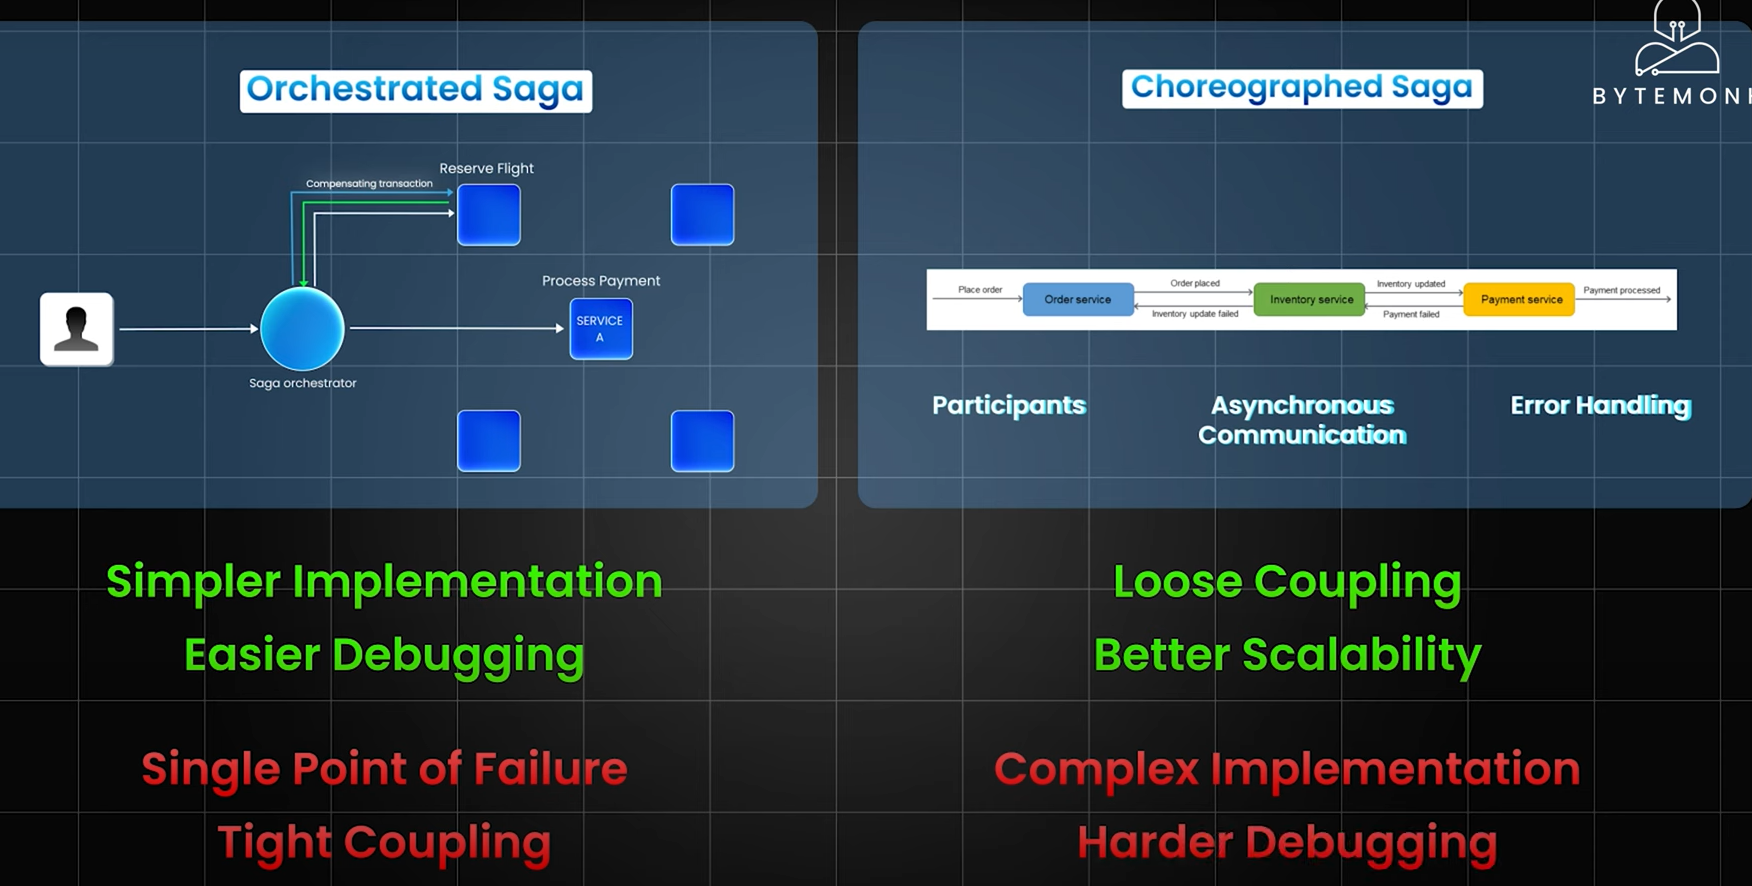 Orchestrated Saga
Reserve Flight
Compensating transaction
Process Payment
SERVICE
A
Saga orchestrator
Choreographed Saga
BYTEMONK
Place order
Order service
Order placed
Inventory update failed
Inventory service
Inventory updated
Payment failed
Payment service
Payment processed
Participants
Asynchronous
Communication
Error Handling
Simpler Implementation
Easier Debugging
Single Point of Failure
Tight Coupling
Loose Coupling
Better Scalability
Complex Implementation
Harder Debugging